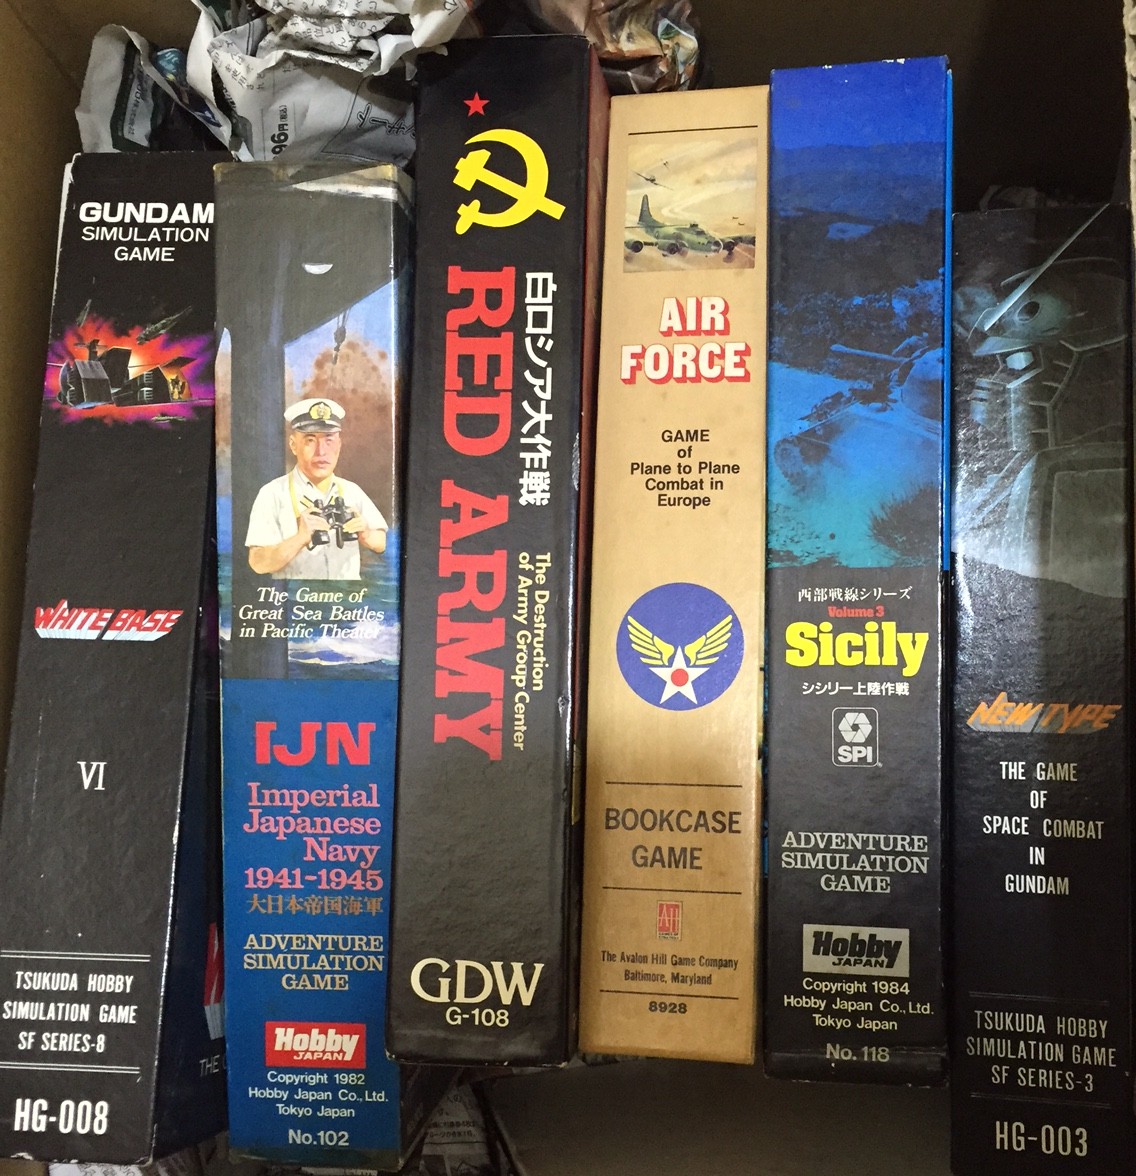 GUNDAM
SIMULATION
GAME
WHITE BASE
VI
TSUKUDA HOBBY
SIMULATION GAME
SF SERIES-8
HG-008
The Game of
Great Sea Battles
in Pacific Theater
IJN
Imperial
Japanese
Navy
1941-1945
大日本帝国海軍
ADVENTURE
SIMULATION
GAME
Hobby
JAPAN
Copyright 1982
Hobby Japan Co., Ltd.
Tokyo Japan
No.102
白ロシア大作戦
RED ARMY
The Destruction
of Army Group Center
GDW
G-108
AIR
FORCE
GAME
of
Plane to Plane
Combat in
Europe
BOOKCASE
GAME
AH
The Avalon Hill Game Company
Baltimore, Maryland
8928
西部戦線シリーズ
Volume 3
Sicily
シシリー上陸作戦
SPI
ADVENTURE
SIMULATION
GAME
Hobby
JAPAN
Copyright 1984
Hobby Japan Co., Ltd.
Tokyo Japan
No. 118
NEW TYPE
THE GAME
OF
SPACE COMBAT
IN
GUNDAM
TSUKUDA HOBBY
SIMULATION GAME
SF SERIES-3
HG-003